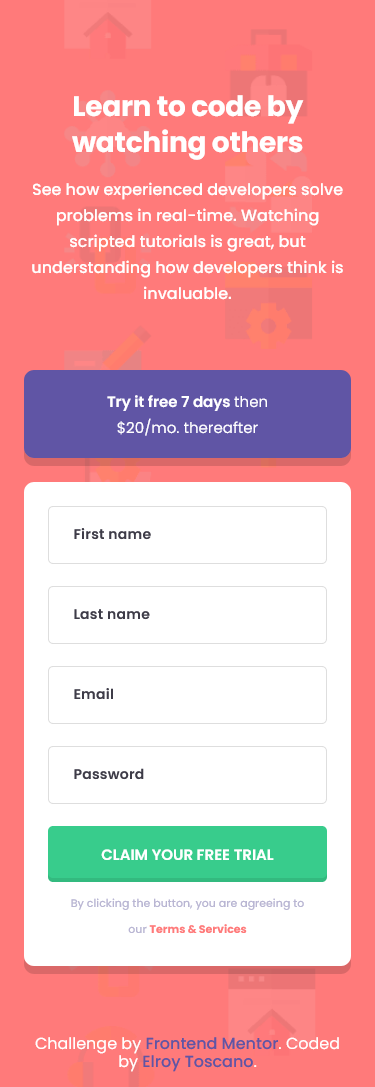 Learn to code by
watching others
See how experienced developers solve
problems in real-time. Watching
scripted tutorials is great, but
understanding how developers think is
invaluable.
Try it free 7 days then
$20/mo. thereafter
First name
Last name
Email
Password
CLAIM YOUR FREE TRIAL
By clicking the button, you are agreeing to
our Terms & Services
Challenge by Frontend Mentor. Coded
by Elroy Toscano.